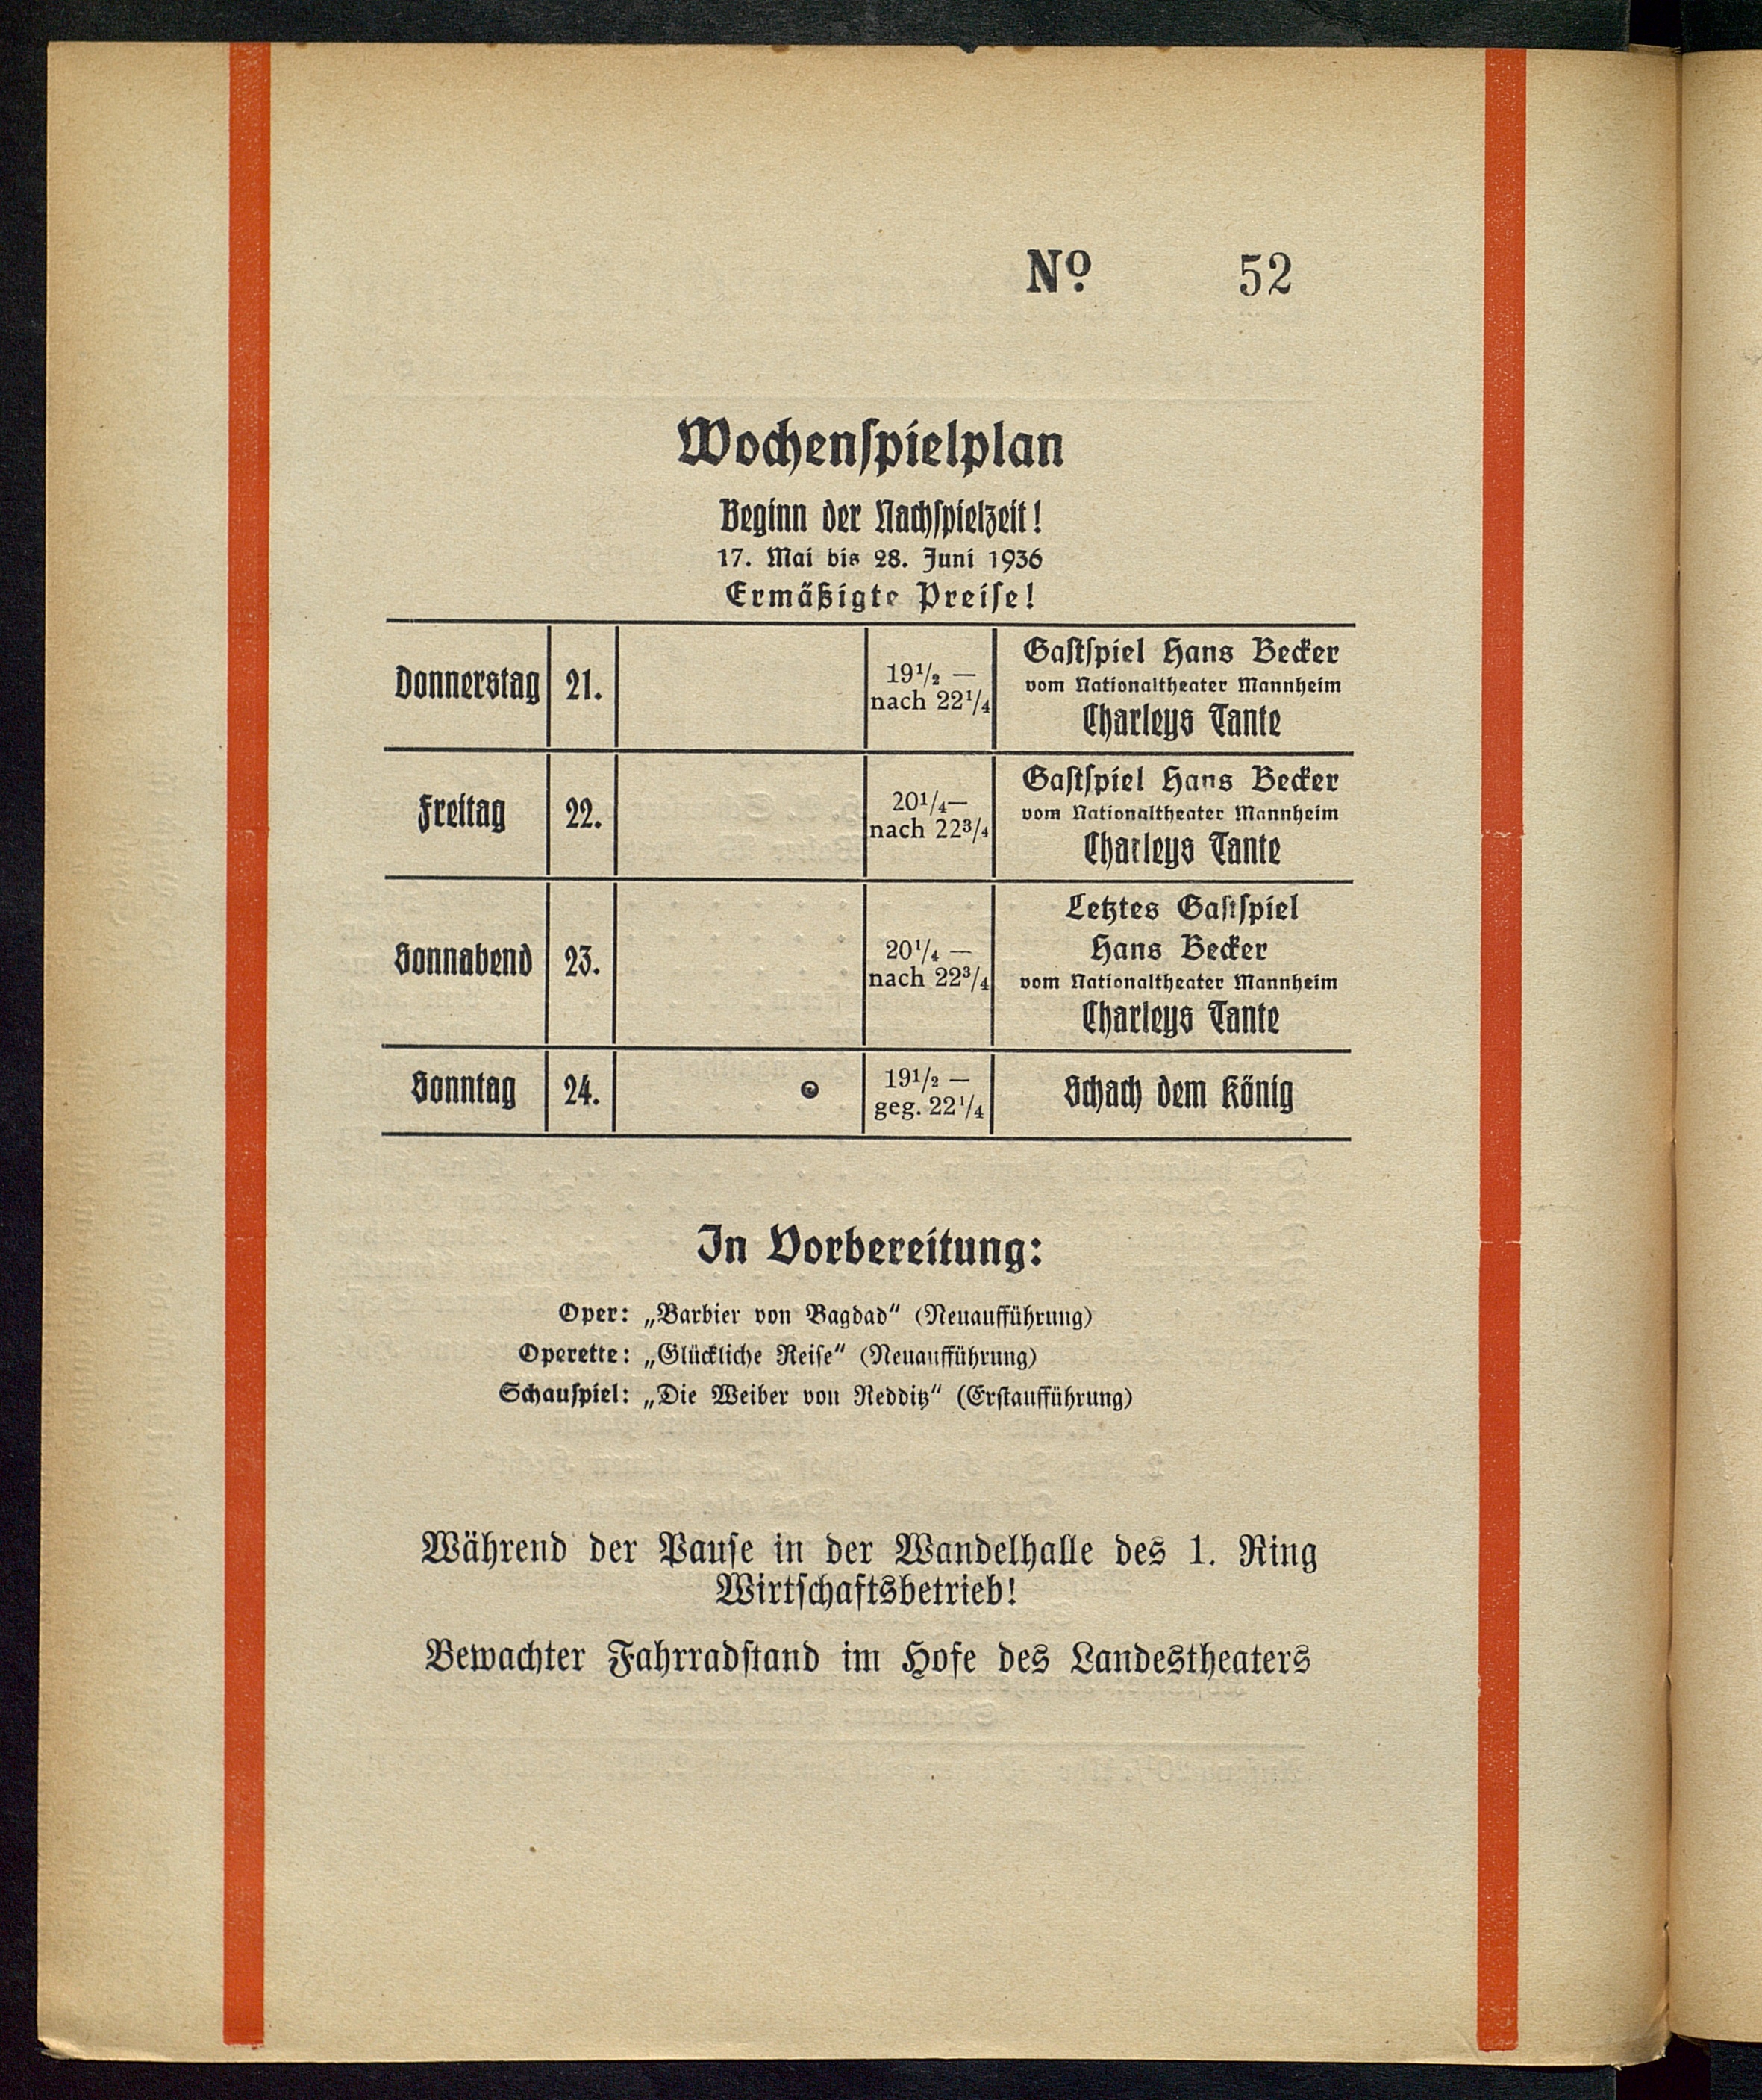 Nº 52
Wochenspielplan
Beginn der Nachspielzeit!
17. Mai bis 28. Juni 1936
Ermäßigte Preise!
Donnerstag 21. 19½ — nach 22¼
Gastspiel Hans Becker
vom Nationaltheater Mannheim
Charleys Tante
Freitag 22. 20¼— nach 22¾
Gastspiel Hans Becker
vom Nationaltheater Mannheim
Charleys Tante
Sonnabend 23. 20¼ — nach 22¾
Letztes Gastspiel
Hans Becker
vom Nationaltheater Mannheim
Charleys Tante
Sonntag 24. 19½ — geg. 22¼
Schach dem König
In Vorbereitung:
Oper: „Barbier von Bagdad“ (Neuaufführung)
Operette: „Glückliche Reise“ (Neuaufführung)
Schauspiel: „Die Weiber von Redditz“ (Erstaufführung)
Während der Pause in der Wandelhalle des 1. Ring
Wirtschaftsbetrieb!
Bewachter Fahrradstand im Hofe des Landestheaters